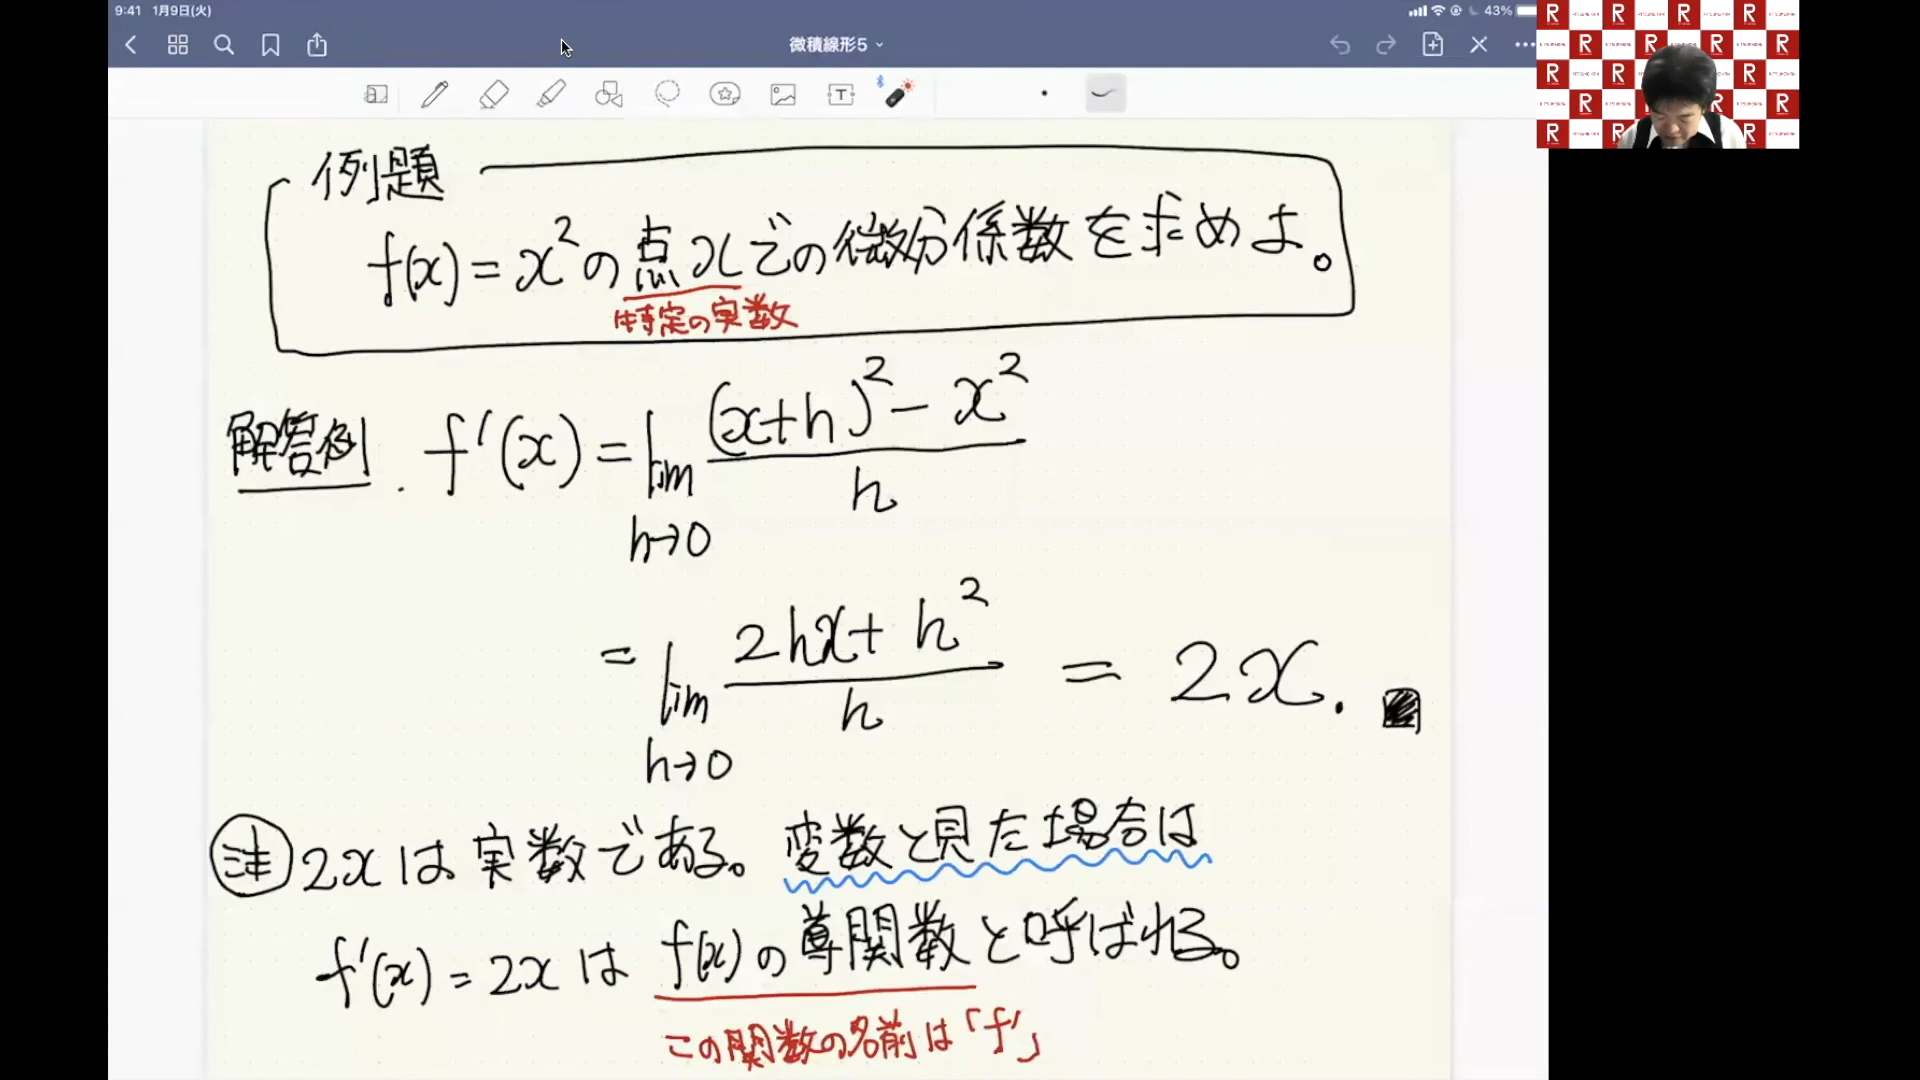 9:41 1月9日(火)
43%
微積線形5
例題
f(x) = x² の点xでの微分係数を求めよ。
特定の実数
解答例. f'(x) = lim h→0 (x+h)² - x² / h
= lim h→0 2hx + h² / h = 2x.
注 2xは実数である。変数と見た場合は
f'(x) = 2x は f(x)の導関数と呼ばれる。
この関数の名前は「f'」